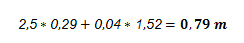 2,5 ∗ 0,29 + 0,04 ∗ 1,52 = 0,79 m